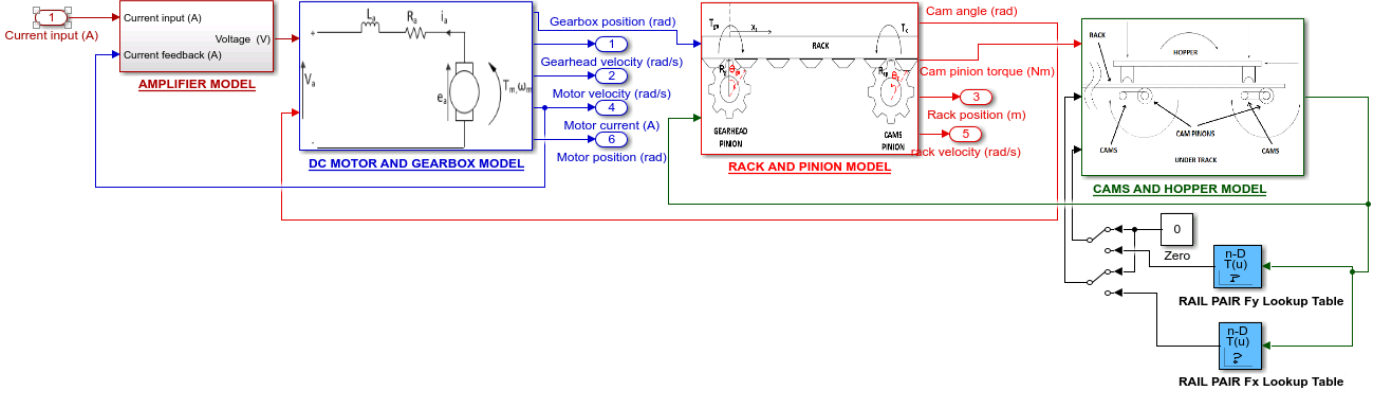 1
Current input (A)
Current input (A)
Current feedback (A)
Voltage (V)
AMPLIFIER MODEL
La
Ra
ia
+
Va
ea
Tm,ωm
-
DC MOTOR AND GEARBOX MODEL
Gearbox position (rad)
1
Gearhead velocity (rad/s)
2
Motor velocity (rad/s)
4
Motor current (A)
6
Motor position (rad)
RACK
Tc
GEARHEAD
PINION
CAMS
PINION
RACK AND PINION MODEL
Cam angle (rad)
Cam pinion torque (Nm)
3
Rack position (m)
5
rack velocity (rad/s)
RACK
HOPPER
CAM PINIONS
CAMS
CAMS
UNDER TRACK
CAMS AND HOPPER MODEL
0
Zero
n-D
T(u)
RAIL PAIR Fy Lookup Table
n-D
T(u)
?
RAIL PAIR Fx Lookup Table